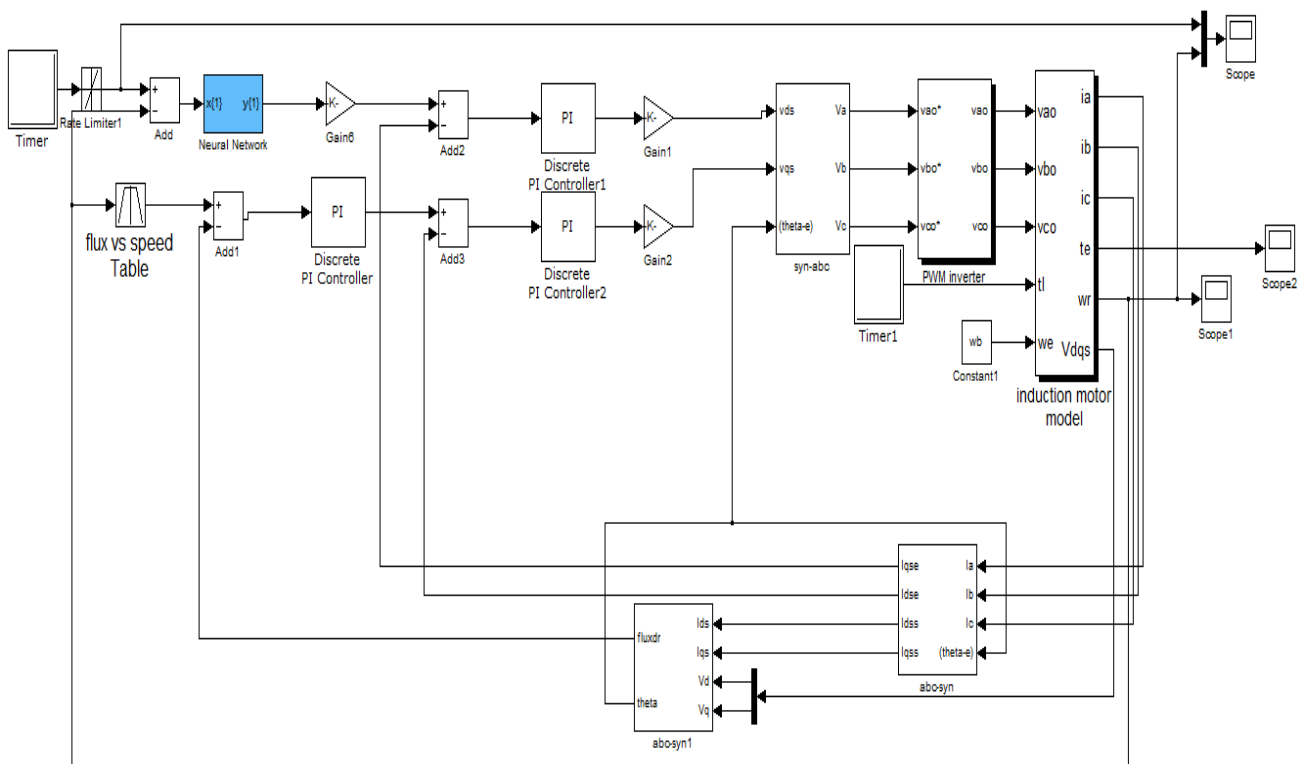 Timer
Rate Limiter1
+
−
Add
x{1} y{1}
Neural Network
K-
Gain6
+
−
Add2
PI
Discrete
PI Controller1
K-
Gain1
vds Va
vqs Vb
(theta-e) Vc
syn-abc
vao* vao
vbo* vbo
vco* vco
PWM inverter
vao ia
vbo ib
vco ic
te
tl wr
we Vdqs
induction motor
model
Scope
Scope1
Scope2
flux vs speed
Table
+
−
Add1
PI
Discrete
PI Controller
+
−
Add3
PI
Discrete
PI Controller2
K-
Gain2
Timer1
wb
Constant1
Iqse Ia
Idse Ib
Idss Ic
Iqss (theta-e)
abo-syn
fluxdr Ids
Iqs
Vd
theta Vq
abo-syn1